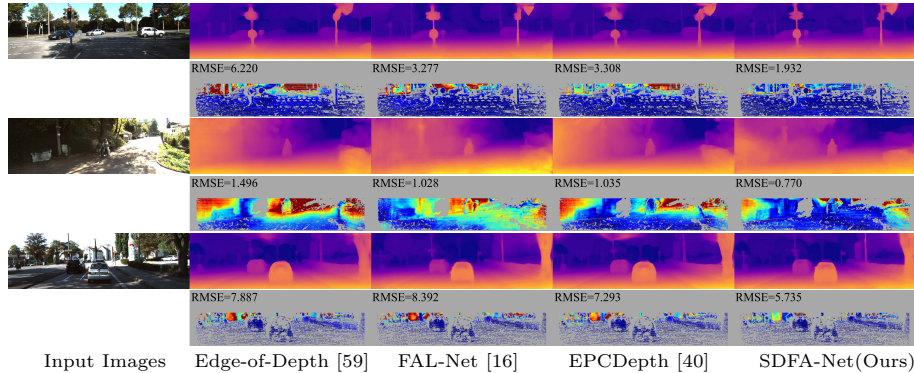 RMSE=6.220 RMSE=3.277 RMSE=3.308 RMSE=1.932
RMSE=1.496 RMSE=1.028 RMSE=1.035 RMSE=0.770
RMSE=7.887 RMSE=8.392 RMSE=7.293 RMSE=5.735
Input Images Edge-of-Depth [59] FAL-Net [16] EPCDepth [40] SDFA-Net(Ours)